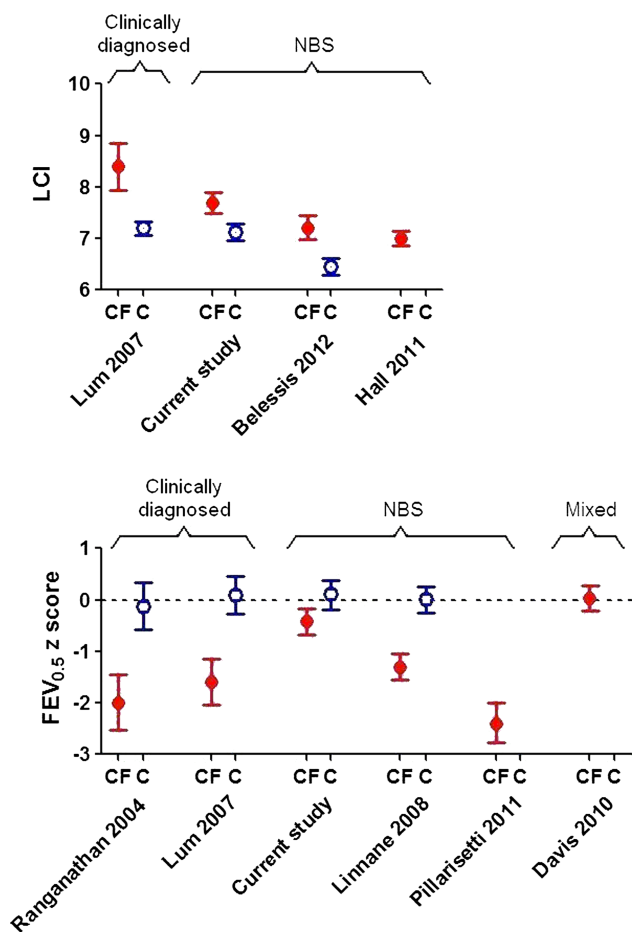 Clinically
diagnosed
NBS
10
9
8
7
6
LCI
CF C CF C CF C CF C
Lum 2007
Current study
Belessis 2012
Hall 2011
Clinically
diagnosed
NBS
Mixed
1
0
-1
-2
-3
FEV0.5 z score
CF C CF C CF C CF C CF C CF C
Ranganathan 2004
Lum 2007
Current study
Linnane 2008
Pillarisetti 2011
Davis 2010